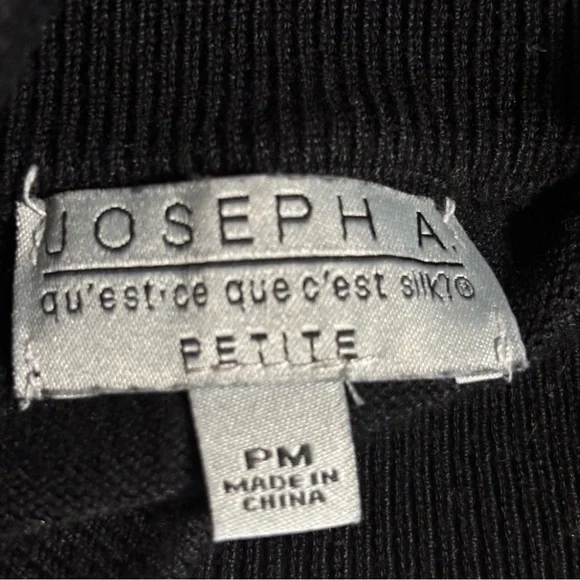 JOSEPH A.
qu'est-ce que c'est silk?®
PETITE
PM
MADE IN
CHINA